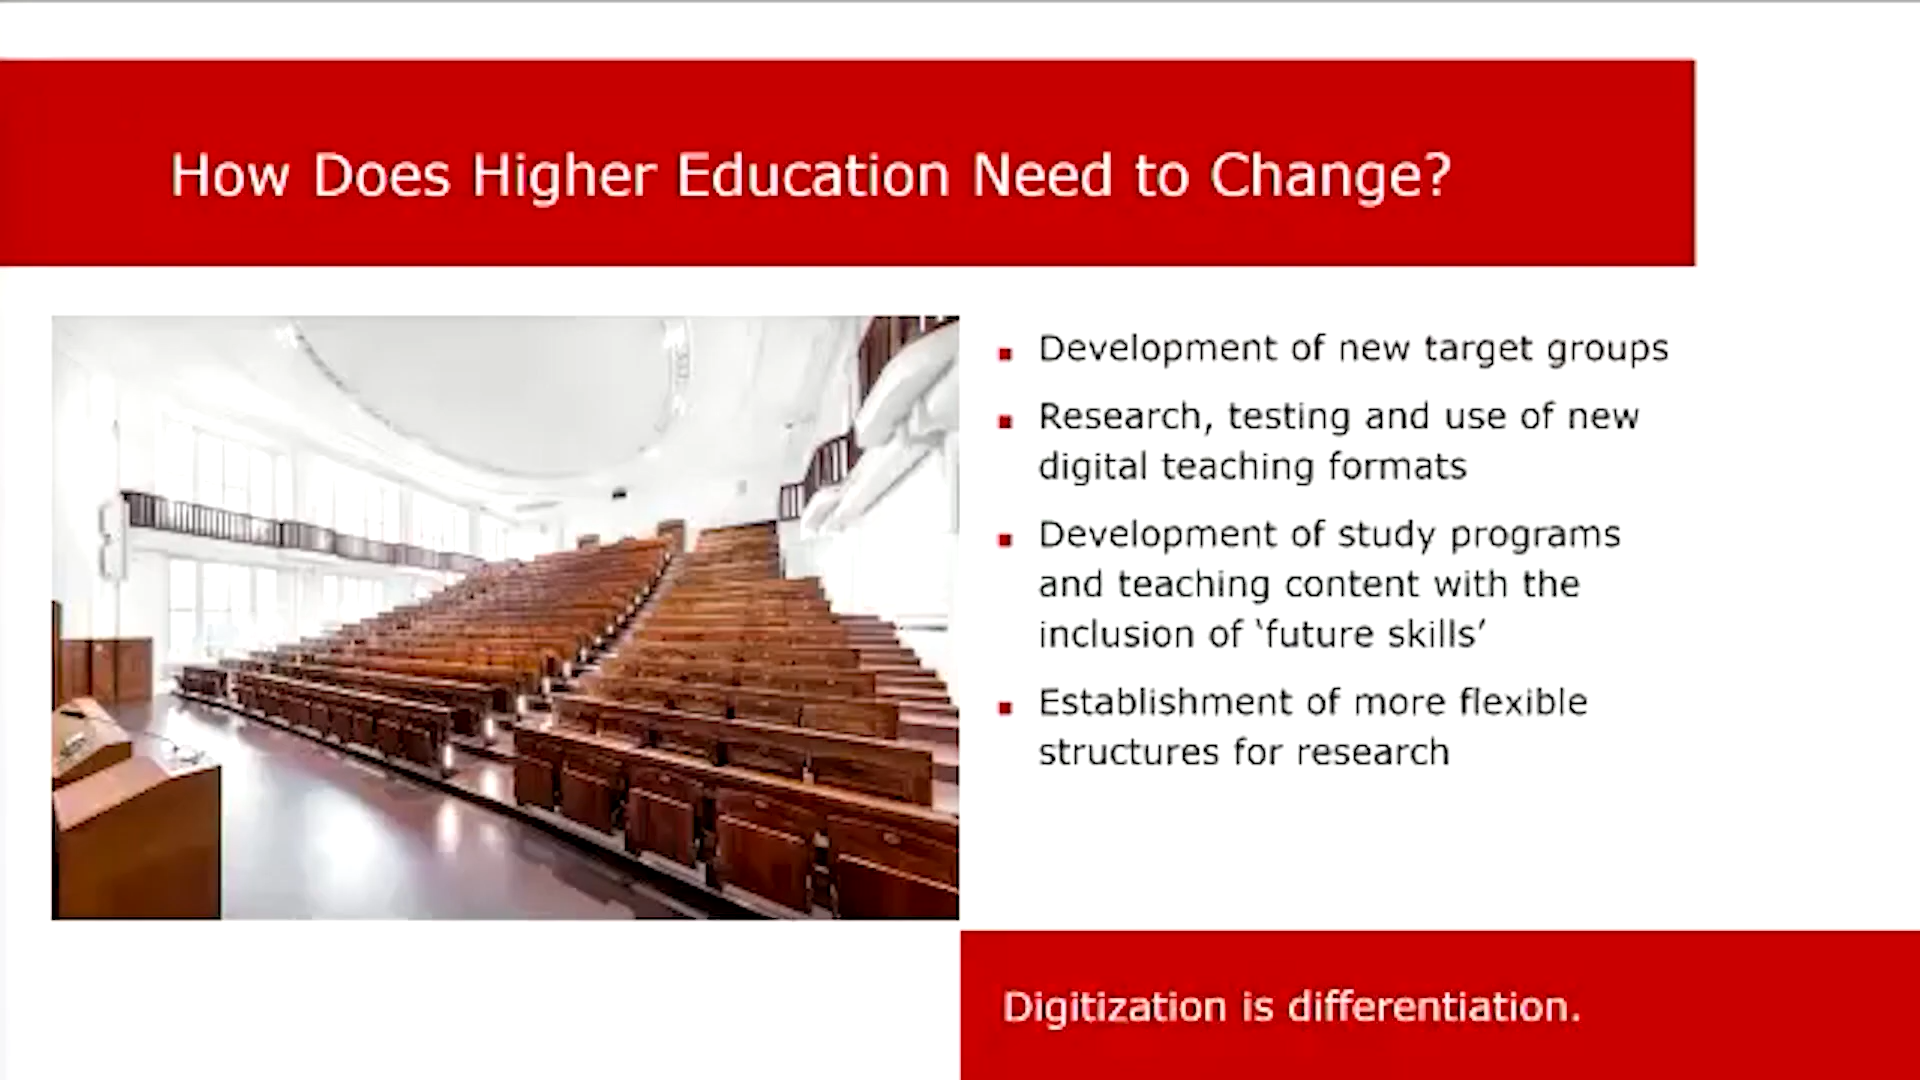 How Does Higher Education Need to Change?
Development of new target groups
Research, testing and use of new
digital teaching formats
Development of study programs
and teaching content with the
inclusion of ‘future skills’
Establishment of more flexible
structures for research
Digitization is differentiation.